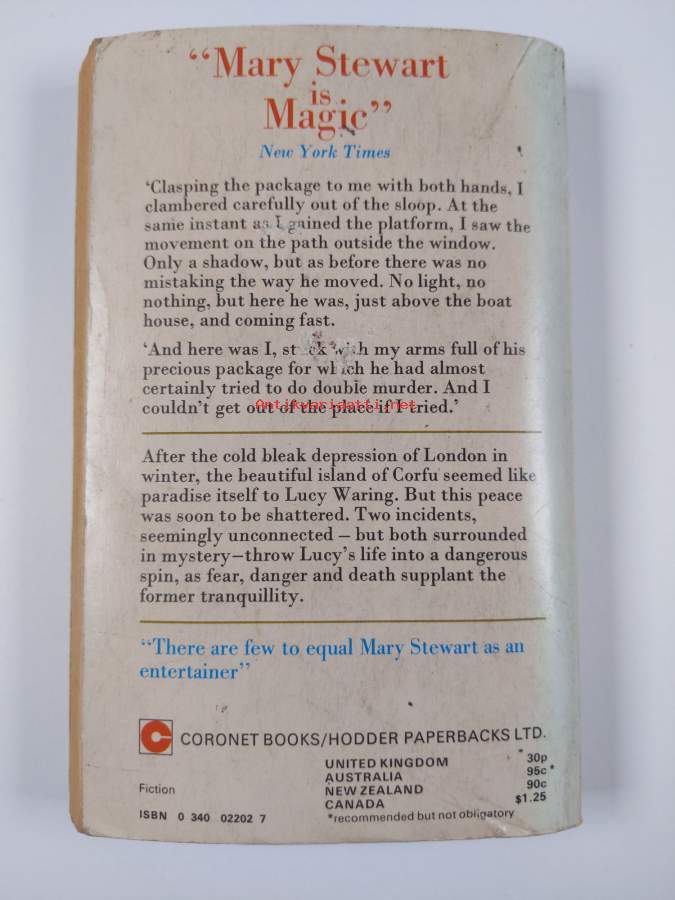 “Mary Stewart
is
Magic”
New York Times
‘Clasping the package to me with both hands, I
clambered carefully out of the sloop. At the
same instant as I gained the platform, I saw the
movement on the path outside the window.
Only a shadow, but as before there was no
mistaking the way he moved. No light, no
nothing, but here he was, just above the boat
house, and coming fast.
‘And here was I, stuck with my arms full of his
precious package for which he had almost
certainly tried to do double murder. And I
couldn’t get out of the place if I tried.’
Antikvariaatti.net
After the cold bleak depression of London in
winter, the beautiful island of Corfu seemed like
paradise itself to Lucy Waring. But this peace
was soon to be shattered. Two incidents,
seemingly unconnected – but both surrounded
in mystery–throw Lucy’s life into a dangerous
spin, as fear, danger and death supplant the
former tranquillity.
“There are few to equal Mary Stewart as an
entertainer”
C CORONET BOOKS/HODDER PAPERBACKS LTD.
UNITED KINGDOM 30p
AUSTRALIA 95c*
NEW ZEALAND 90c
Fiction
CANADA $1.25
ISBN 0 340 02202 7
*recommended but not obligatory